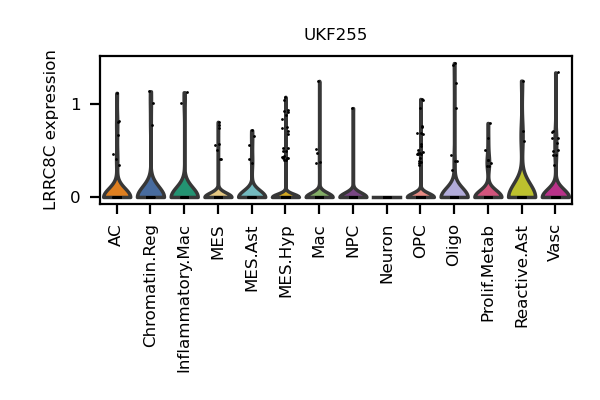 UKF255
LRRC8C expression
1
0
AC
Chromatin.Reg
Inflammatory.Mac
MES
MES.Ast
MES.Hyp
Mac
NPC
Neuron
OPC
Oligo
Prolif.Metab
Reactive.Ast
Vasc